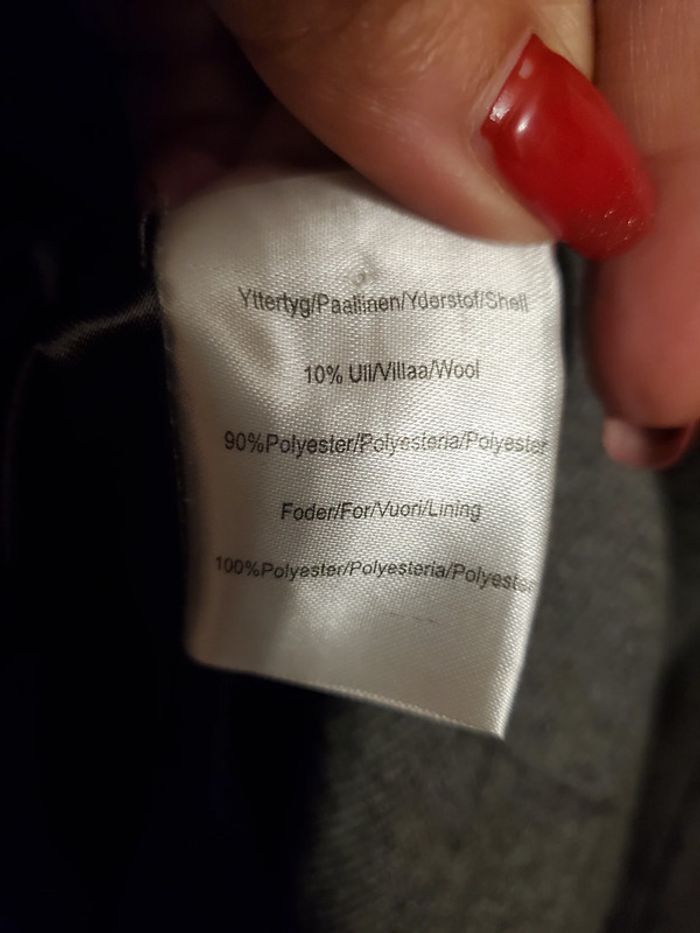 Yttertyg/Paallinen/Yderstof/Shell
10% Ull/Villaa/Wool
90%Polyester/Polyesteria/Polyester
Foder/For/Vuori/Lining
100%Polyester/Polyesteria/Polyester